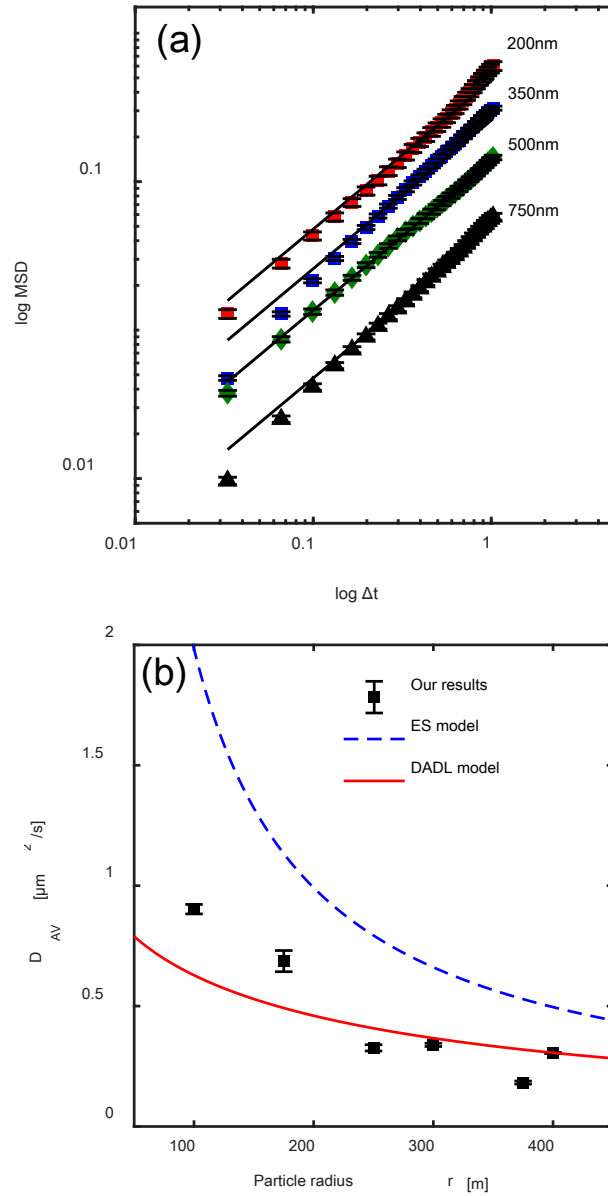 (a)
200nm
350nm
500nm
750nm
0.1
0.01
log MSD
0.01 0.1 1
log Δt
(b)
2
1.5
1
0.5
0
Our results
ES model
DADL model
D AV [µm 2 /s]
100 200 300 400
Particle radius r [m]